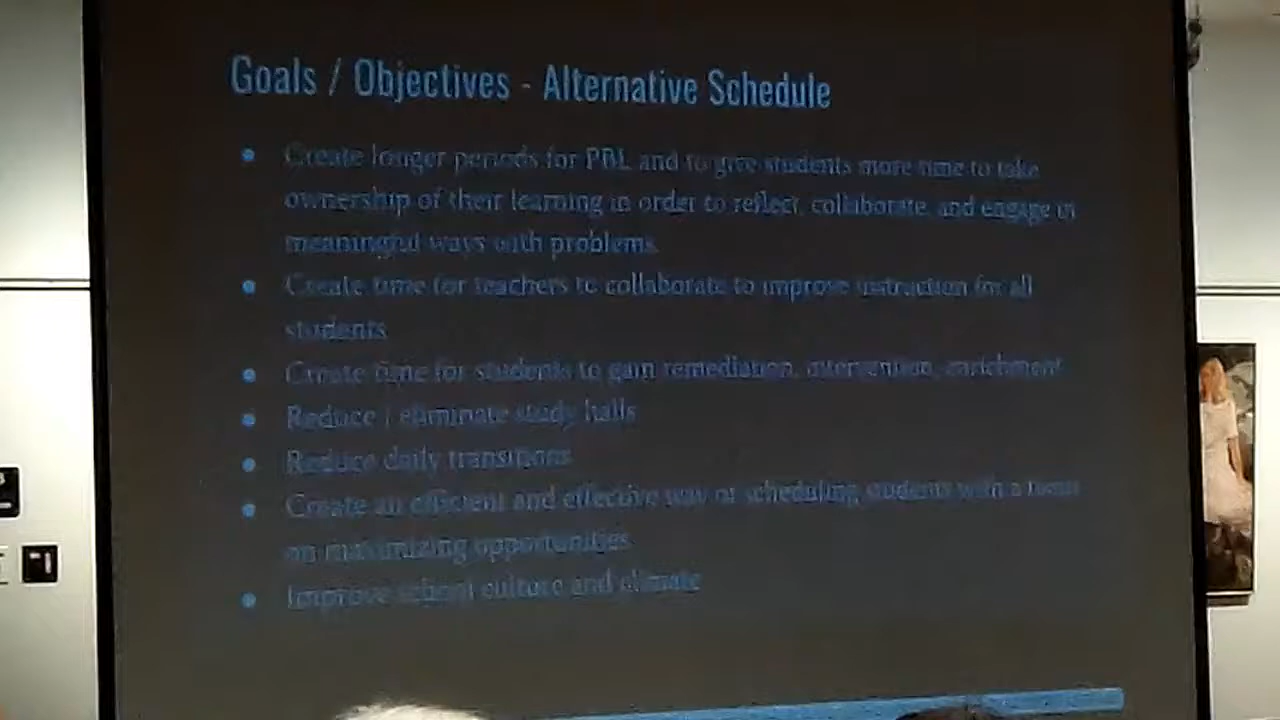 Goals / Objectives - Alternative Schedule
● Create longer periods for PBL and to give students more time to take
ownership of their learning in order to reflect, collaborate, and engage in
meaningful ways with problems.
● Create time for teachers to collaborate to improve instruction for all
students
● Create time for students to gain remediation, intervention, enrichment
● Reduce / eliminate study halls
● Reduce daily transitions
● Create an efficient and effective way of scheduling students with a focus
on maximizing opportunities
● Improve school culture and climate